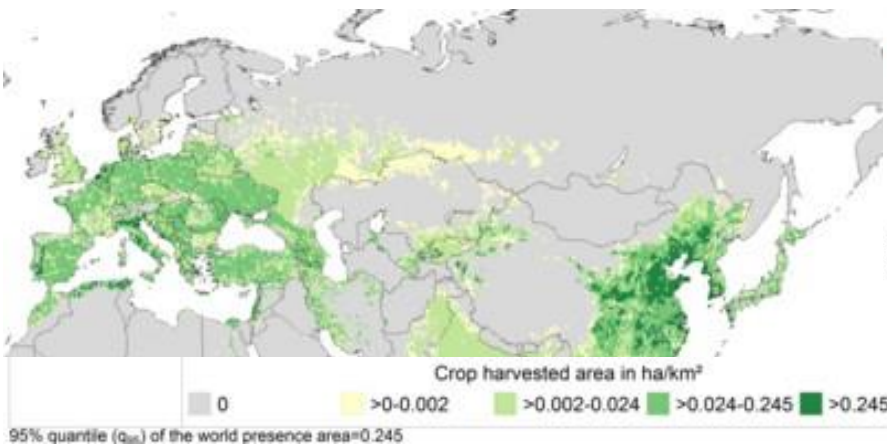 Crop harvested area in ha/km²
0 >0-0.002 >0.002-0.024 >0.024-0.245 >0.245
95% quantile (q₉₅) of the world presence area=0.245